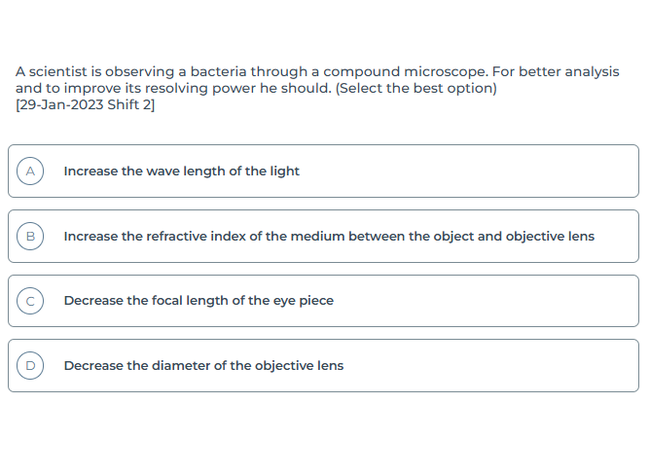 A scientist is observing a bacteria through a compound microscope. For better analysis
and to improve its resolving power he should. (Select the best option)
[29-Jan-2023 Shift 2]
A Increase the wave length of the light
B Increase the refractive index of the medium between the object and objective lens
C Decrease the focal length of the eye piece
D Decrease the diameter of the objective lens